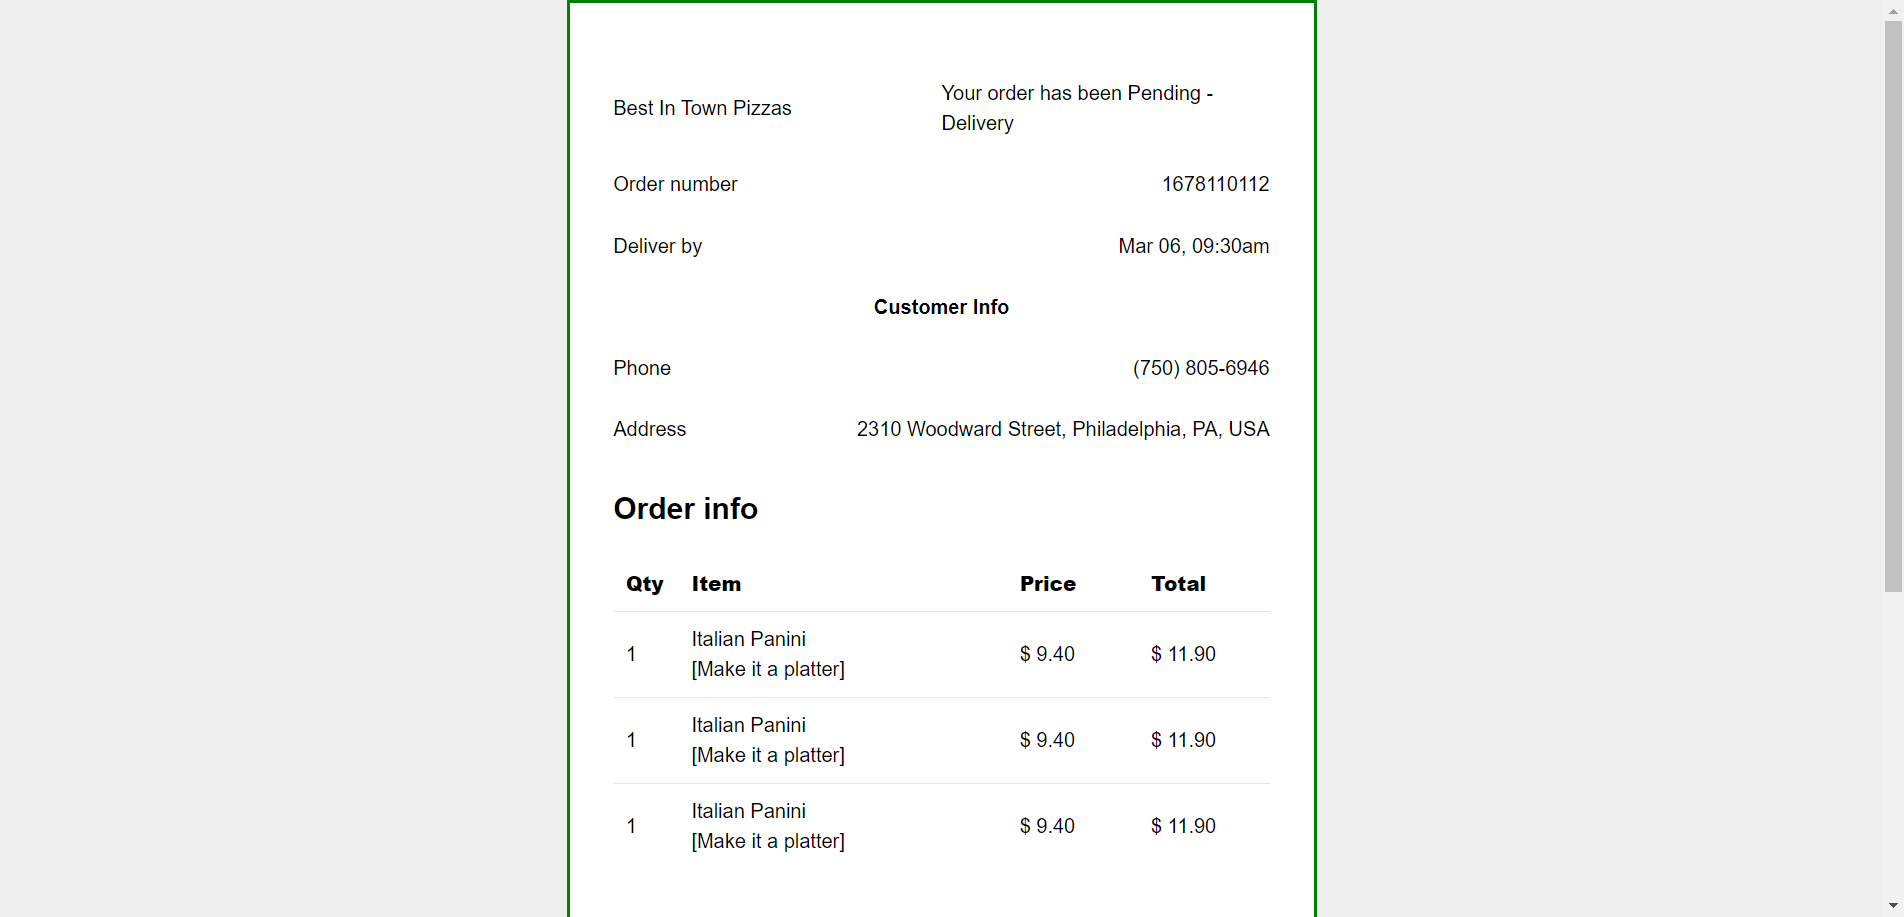 Best In Town Pizzas
Your order has been Pending -
Delivery
Order number 1678110112
Deliver by Mar 06, 09:30am
Customer Info
Phone (750) 805-6946
Address 2310 Woodward Street, Philadelphia, PA, USA
Order info
Qty Item Price Total
1 Italian Panini $ 9.40 $ 11.90
[Make it a platter]
1 Italian Panini $ 9.40 $ 11.90
[Make it a platter]
1 Italian Panini $ 9.40 $ 11.90
[Make it a platter]